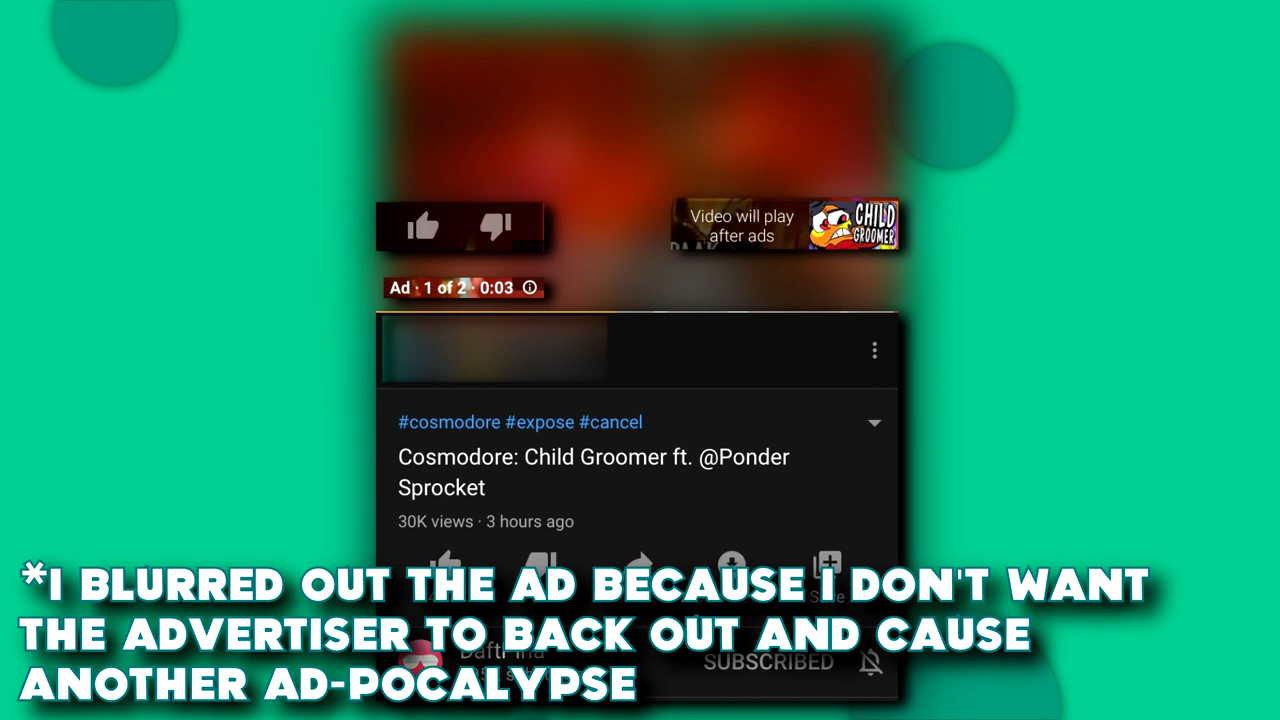 Video will play
after ads
CHILD
GROOMER
Ad · 1 of 2 · 0:03
#cosmodore #expose #cancel
Cosmodore: Child Groomer ft. @Ponder
Sprocket
30K views · 3 hours ago
*I BLURRED OUT THE AD BECAUSE I DON'T WANT
THE ADVERTISER TO BACK OUT AND CAUSE
ANOTHER AD-POCALYPSE
SUBSCRIBED